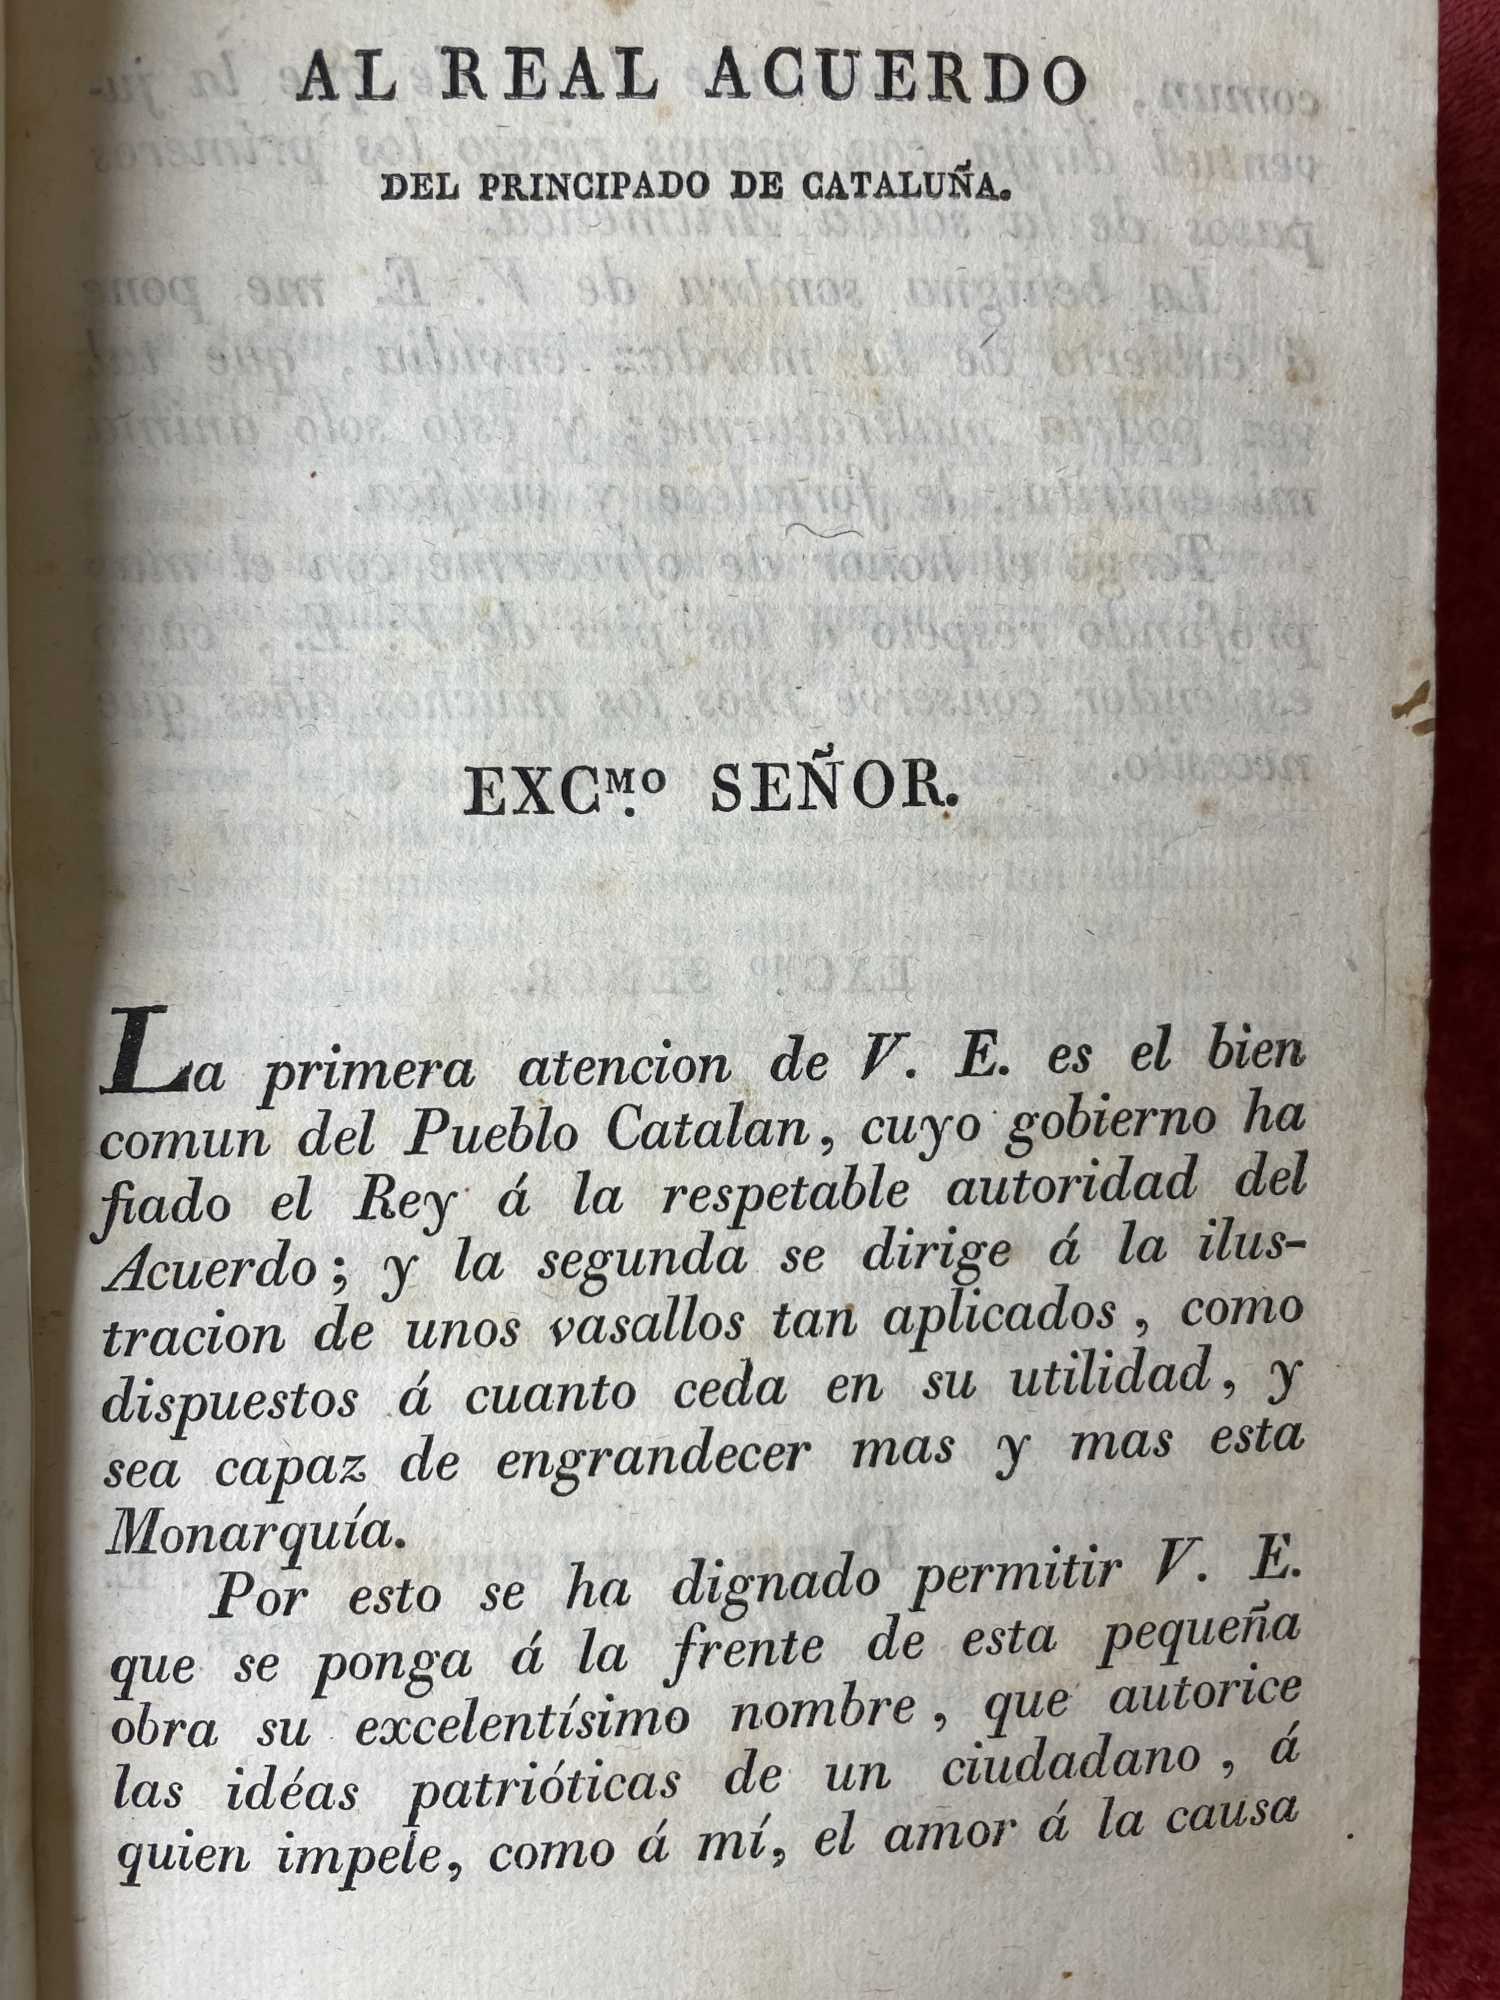 AL REAL ACUERDO
DEL PRINCIPADO DE CATALUÑA.
EXC.ᴹᴼ SEÑOR.
La primera atencion de V. E. es el bien
comun del Pueblo Catalan, cuyo gobierno ha
fiado el Rey á la respetable autoridad del
Acuerdo; y la segunda se dirige á la ilus-
tracion de unos vasallos tan aplicados, como
dispuestos á cuanto ceda en su utilidad, y
sea capaz de engrandecer mas y mas esta
Monarquía.
Por esto se ha dignado permitir V. E.
que se ponga á la frente de esta pequeña
obra su excelentísimo nombre, que autorice
las idéas patrióticas de un ciudadano, á
quien impele, como á mí, el amor á la causa